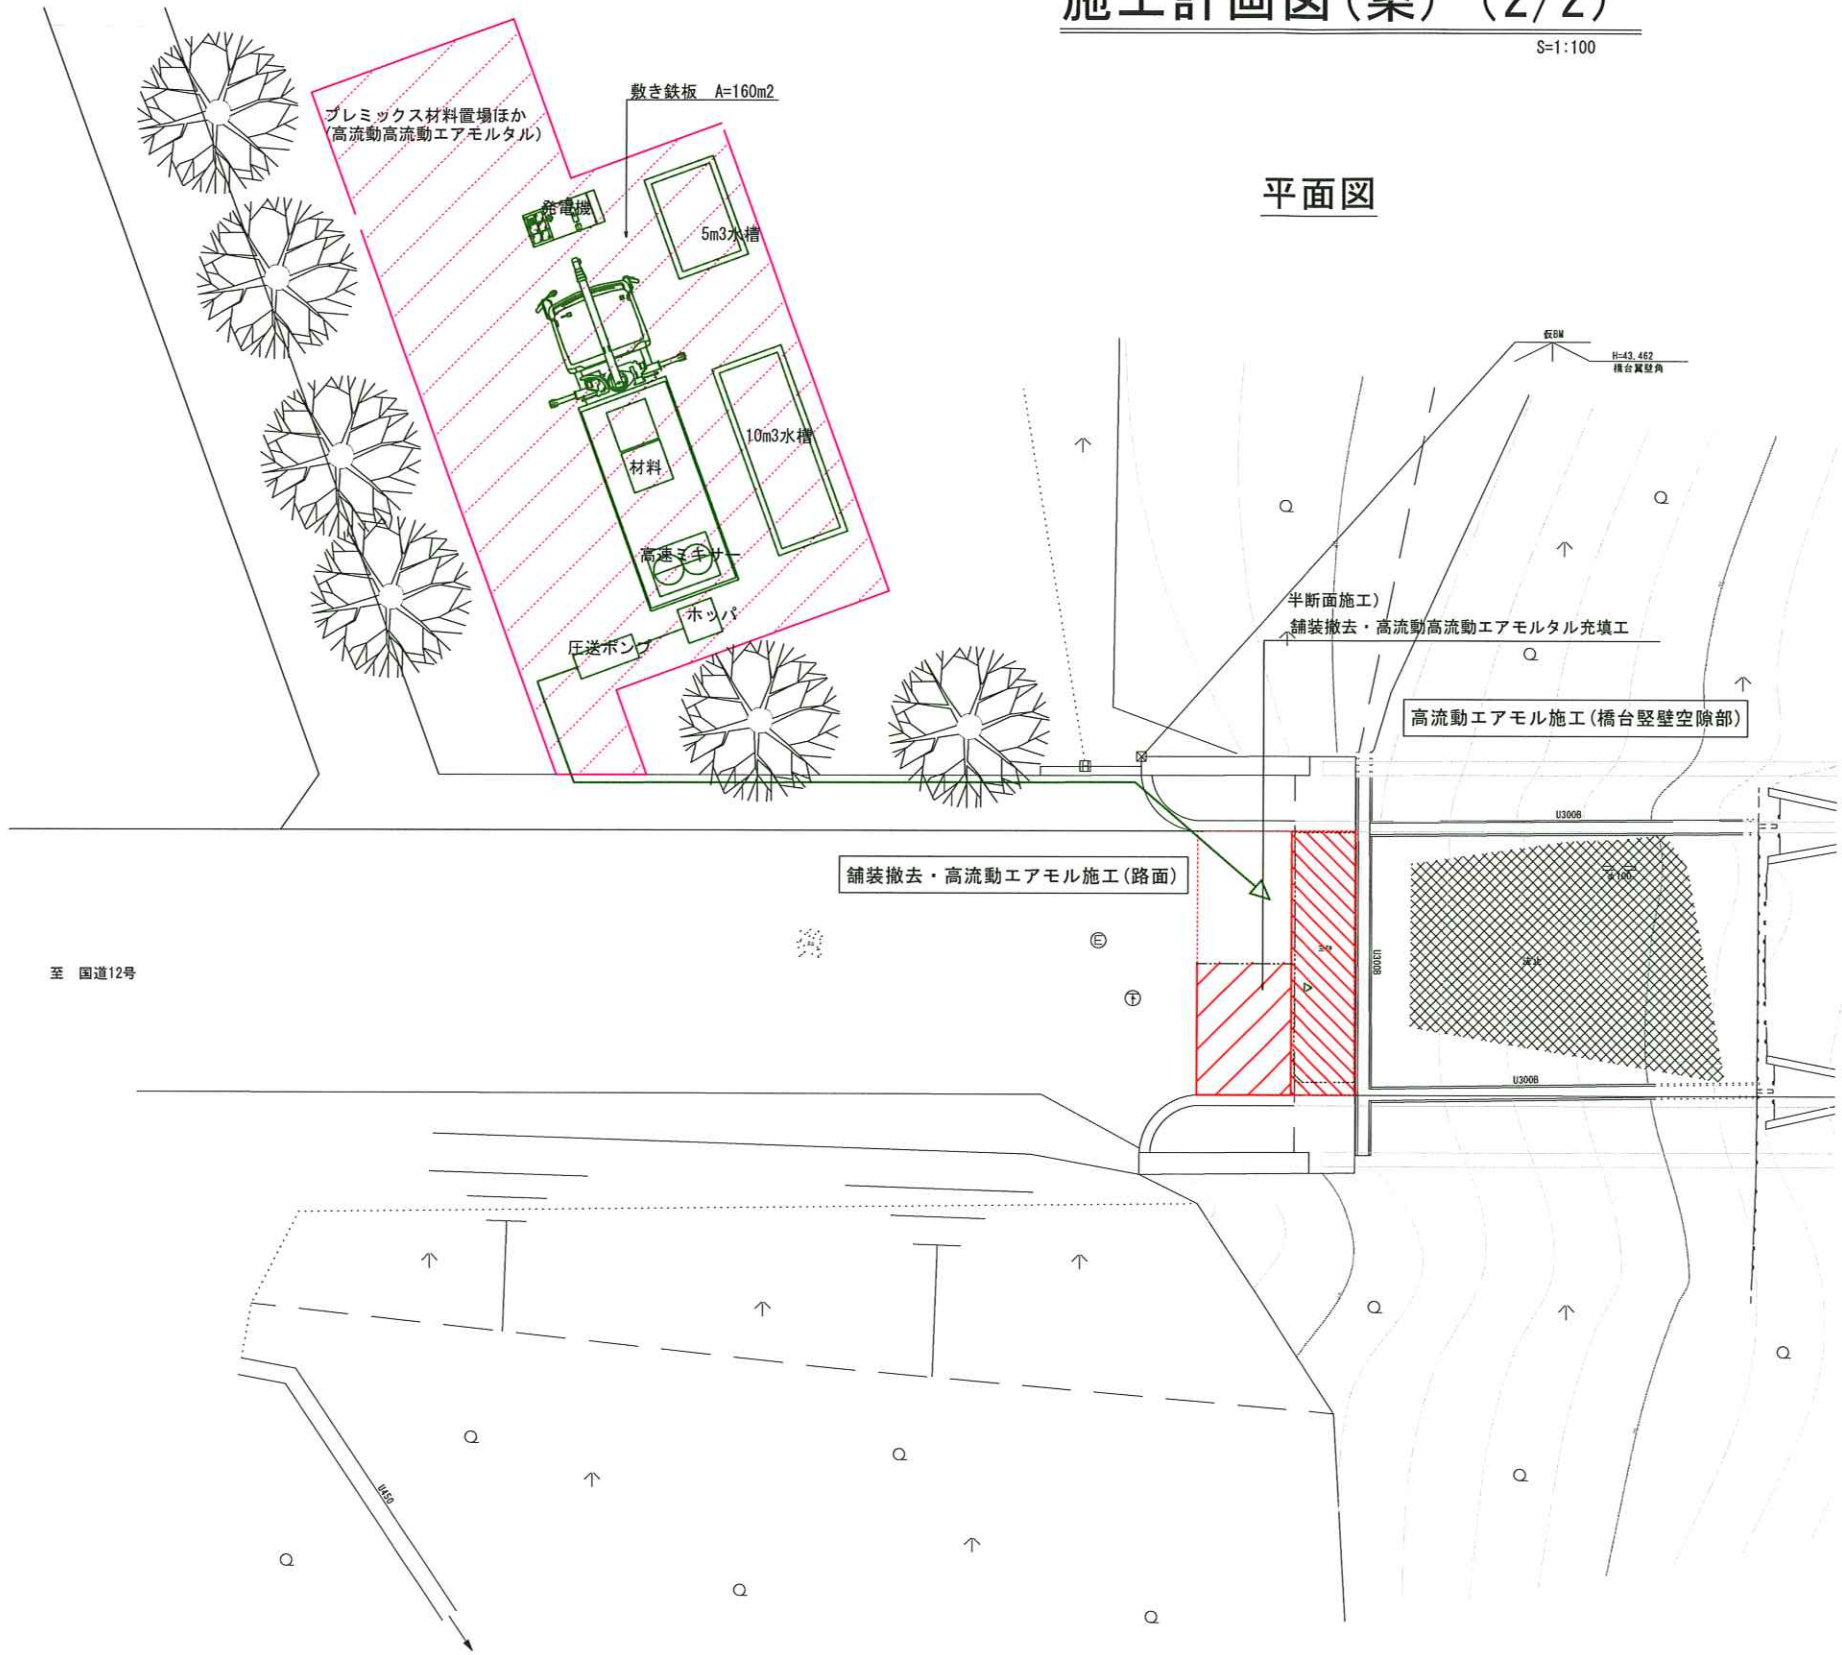 施工計画図(案) (2/2)
S=1:100
平面図
敷き鉄板 A=160m2
プレミックス材料置場ほか
(高流動高流動エアモルタル)
発電機
5m3水槽
10m3水槽
材料
高速ミキサー
ホッパ
圧送ポンプ
仮BM
H=43.462
橋台翼壁角
半断面施工)
舗装撤去・高流動高流動エアモルタル充填工
高流動エアモル施工(橋台竪壁空隙部)
舗装撤去・高流動エアモル施工(路面)
至 国道12号
U300B
U300B
U300B
U450